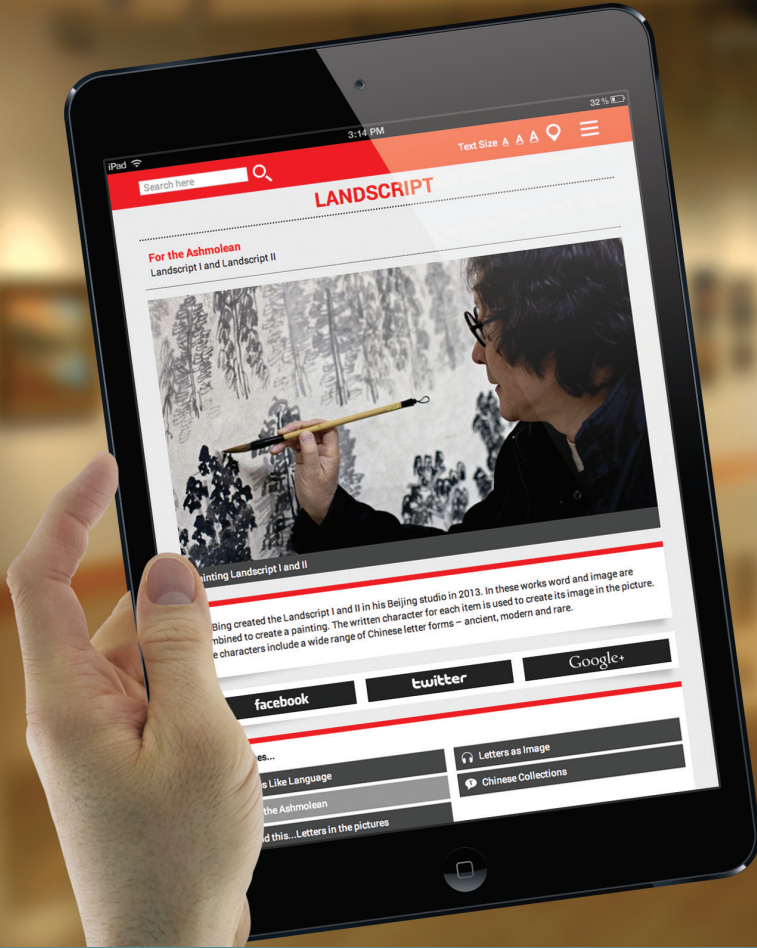 iPad
3:14 PM
32%
Search here
Text Size A A A
LANDSCRIPT
For the Ashmolean
Landscript I and Landscript II
Landscript I and II
Bing created the Landscript I and II in his Beijing studio in 2013. In these works word and image are
to create a painting. The written character for each item is used to create its image in the picture.
characters include a wide range of Chinese letter forms – ancient, modern and rare.
facebook
twitter
Google+
Like Language
the Ashmolean
this...Letters in the pictures
Letters as Image
Chinese Collections